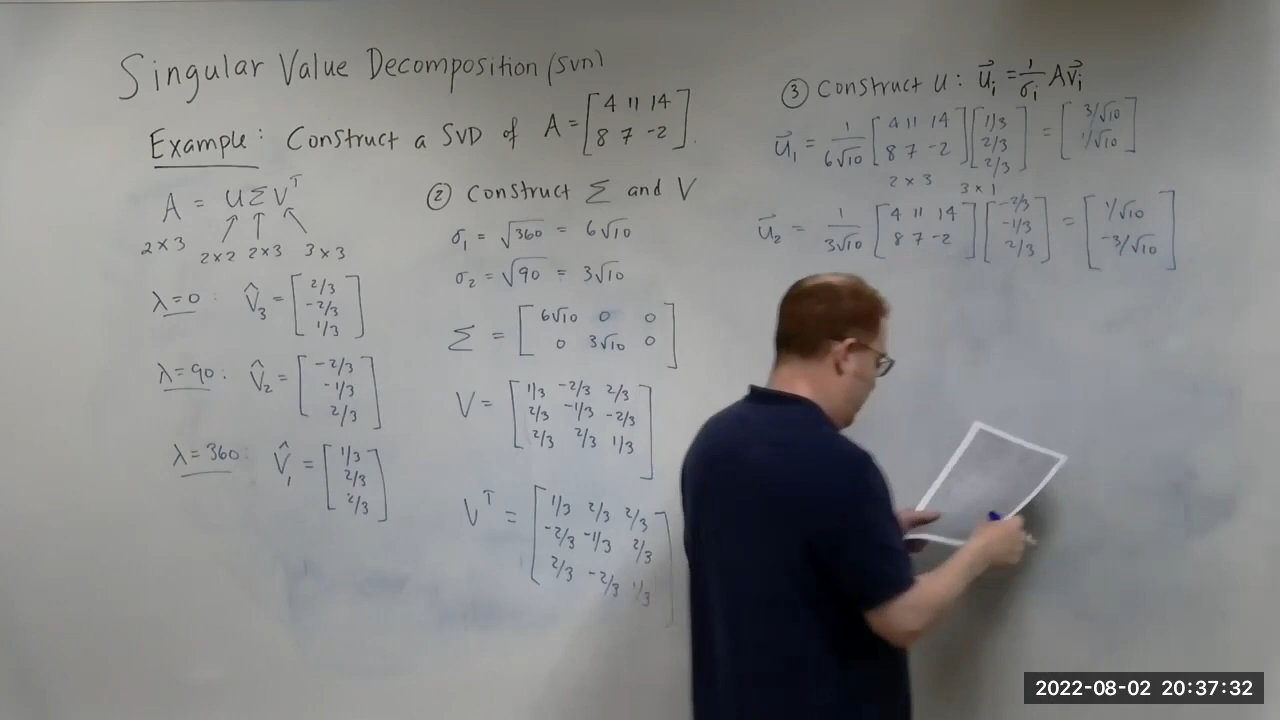 Singular Value Decomposition (SVD)
Example: Construct a SVD of A = [4 11 14
8 7 -2].
A = UΣV^T
2×3 2×2 2×3 3×3
λ=0: v̂₃ = [2/3
-2/3
1/3]
λ=90: v̂₂ = [-2/3
-1/3
2/3]
λ=360: v̂₁ = [1/3
2/3
2/3]
② Construct Σ and V
σ₁ = √360 = 6√10
σ₂ = √90 = 3√10
Σ = [6√10 0 0
0 3√10 0]
V = [1/3 -2/3 2/3
2/3 -1/3 -2/3
2/3 2/3 1/3]
V^T = [1/3 2/3 2/3
-2/3 -1/3 2/3
2/3 -2/3 1/3]
③ Construct U: u⃗ᵢ = 1/σᵢ Av⃗ᵢ
u⃗₁ = 1/6√10 [4 11 14
8 7 -2] [1/3
2/3
2/3] = [3/√10
1/√10]
2×3 3×1
u⃗₂ = 1/3√10 [4 11 14
8 7 -2] [-2/3
-1/3
2/3] = [1/√10
-3/√10]
2022-08-02 20:37:32